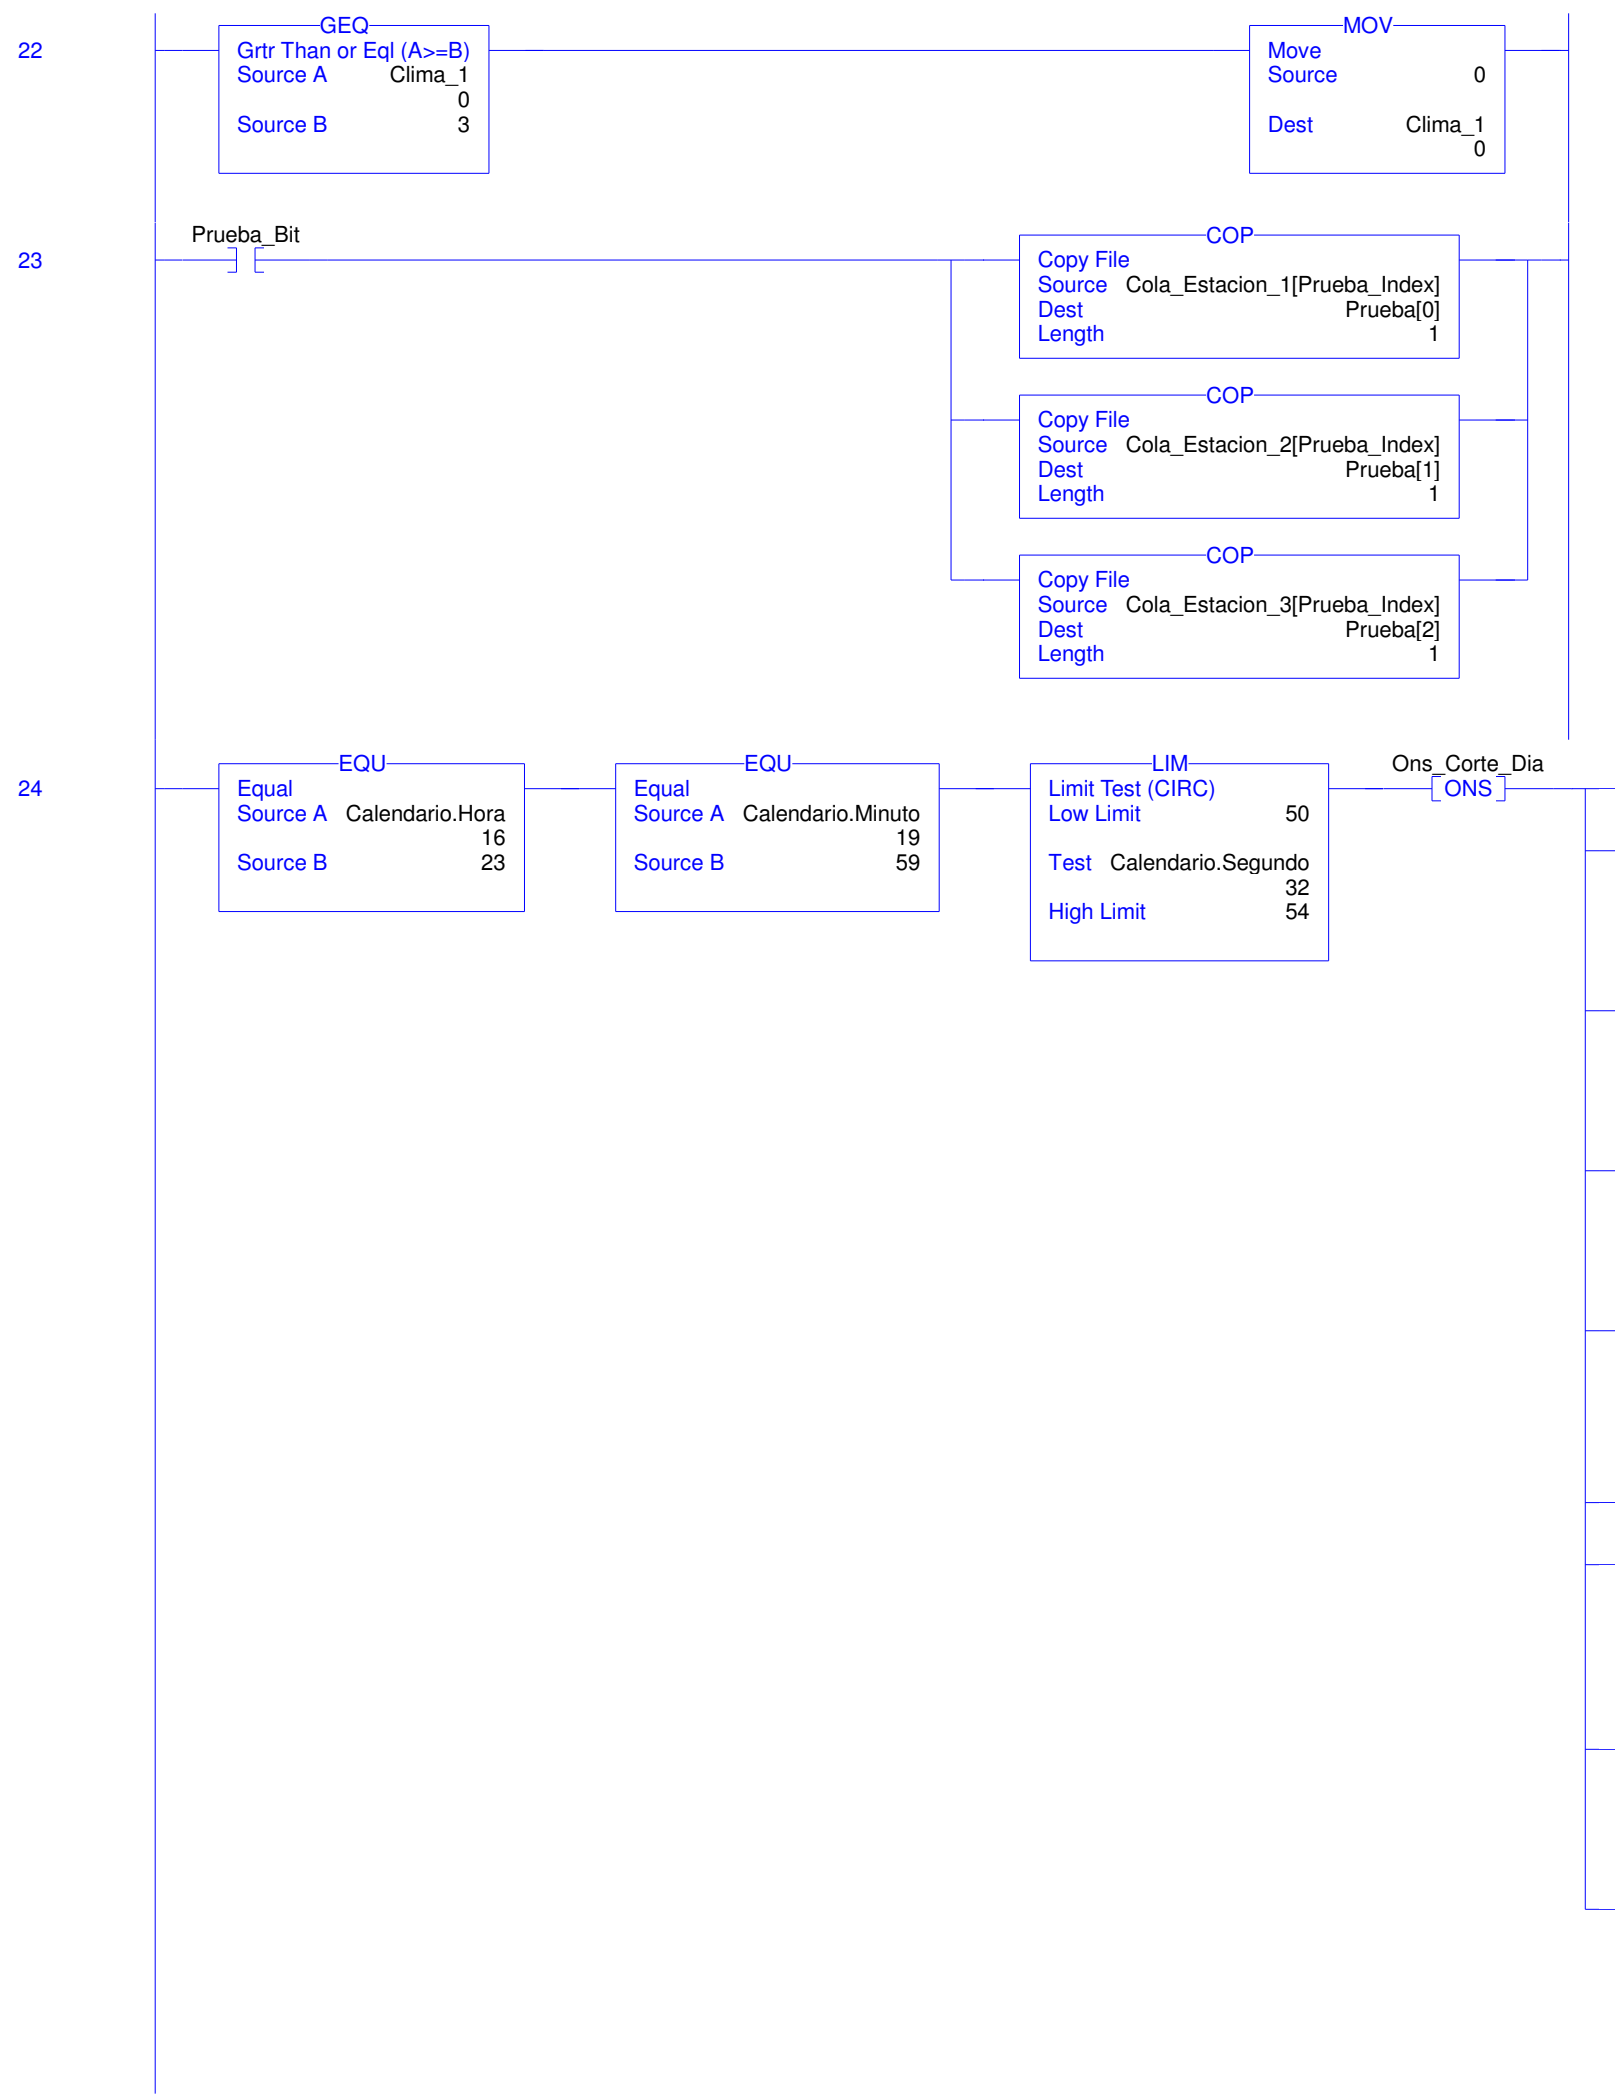 22
GEQ
Grtr Than or Eql (A>=B)
Source A Clima_1
0
Source B 3
MOV
Move
Source 0
Dest Clima_1
0
23
Prueba_Bit
COP
Copy File
Source Cola_Estacion_1[Prueba_Index]
Dest Prueba[0]
Length 1
COP
Copy File
Source Cola_Estacion_2[Prueba_Index]
Dest Prueba[1]
Length 1
COP
Copy File
Source Cola_Estacion_3[Prueba_Index]
Dest Prueba[2]
Length 1
24
EQU
Equal
Source A Calendario.Hora
16
Source B 23
EQU
Equal
Source A Calendario.Minuto
19
Source B 59
LIM
Limit Test (CIRC)
Low Limit 50
Test Calendario.Segundo
32
High Limit 54
Ons_Corte_Dia
ONS